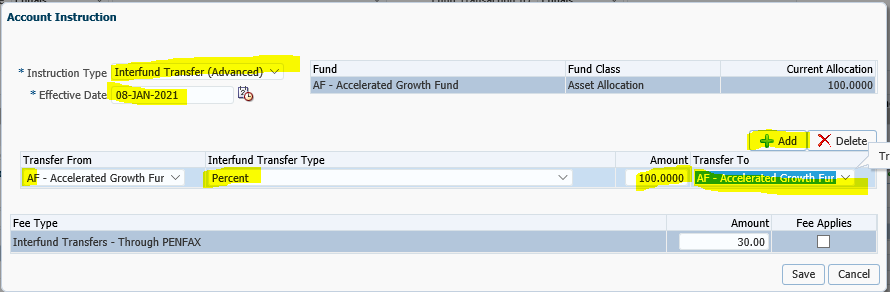 Account Instruction
* Instruction Type Interfund Transfer (Advanced)
* Effective Date 08-JAN-2021
Fund Fund Class Current Allocation
AF - Accelerated Growth Fund Asset Allocation 100.0000
Add Delete
Transfer From Interfund Transfer Type Amount Transfer To
Tr
AF - Accelerated Growth Fur Percent 100.0000 AF - Accelerated Growth Fur
Fee Type Amount Fee Applies
Interfund Transfers - Through PENFAX 30.00
Save Cancel